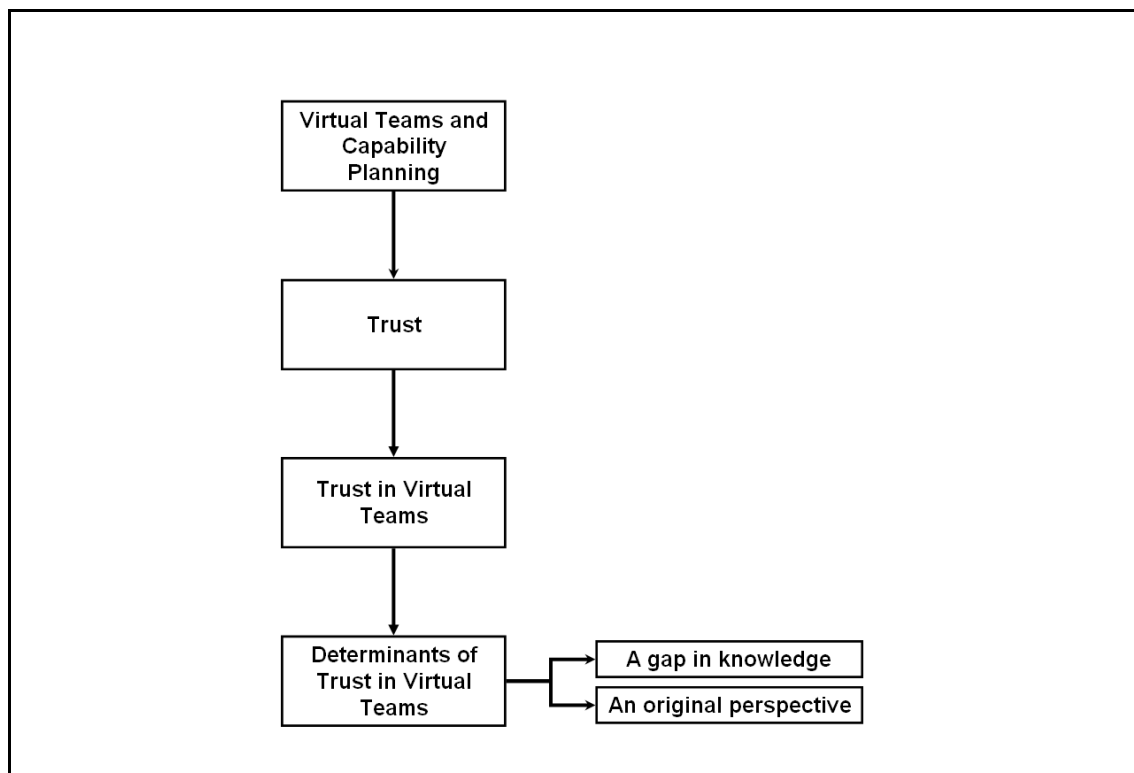 Virtual Teams and
Capability
Planning
Trust
Trust in Virtual
Teams
Determinants of
Trust in Virtual
Teams
A gap in knowledge
An original perspective